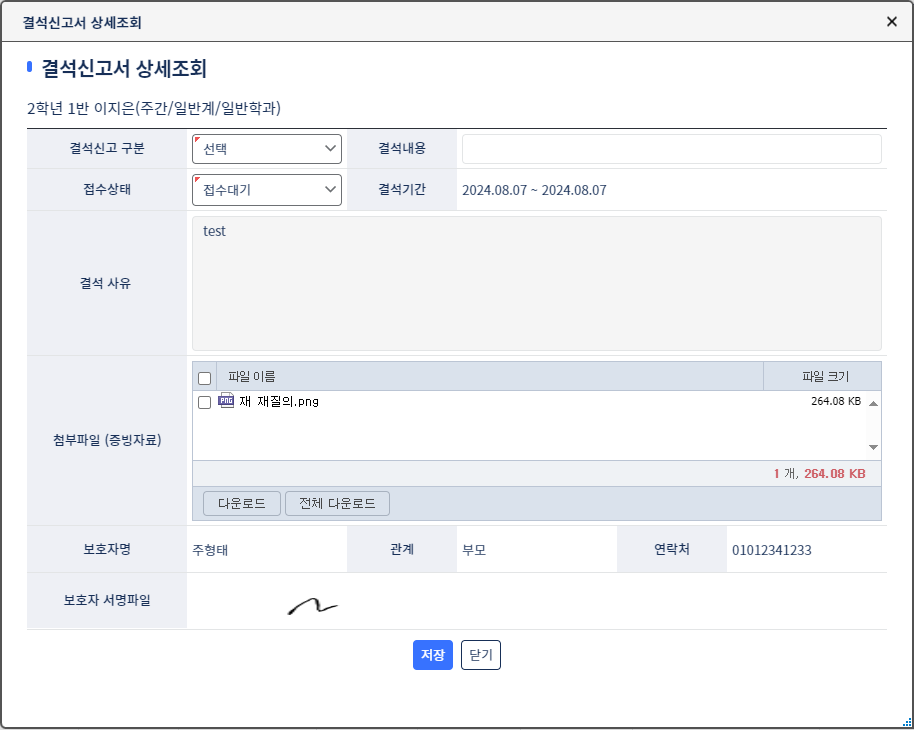 결석신고서 상세조회
결석신고서 상세조회
2학년 1반 이지은(주간/일반계/일반학과)
결석신고 구분 선택 결석내용
접수상태 접수대기 결석기간 2024.08.07 ~ 2024.08.07
결석 사유 test
첨부파일 (증빙자료)
파일 이름 파일 크기
PNG 재 재질의.png 264.08 KB
1 개, 264.08 KB
다운로드 전체 다운로드
보호자명 주형태 관계 부모 연락처 01012341233
보호자 서명파일
저장 닫기